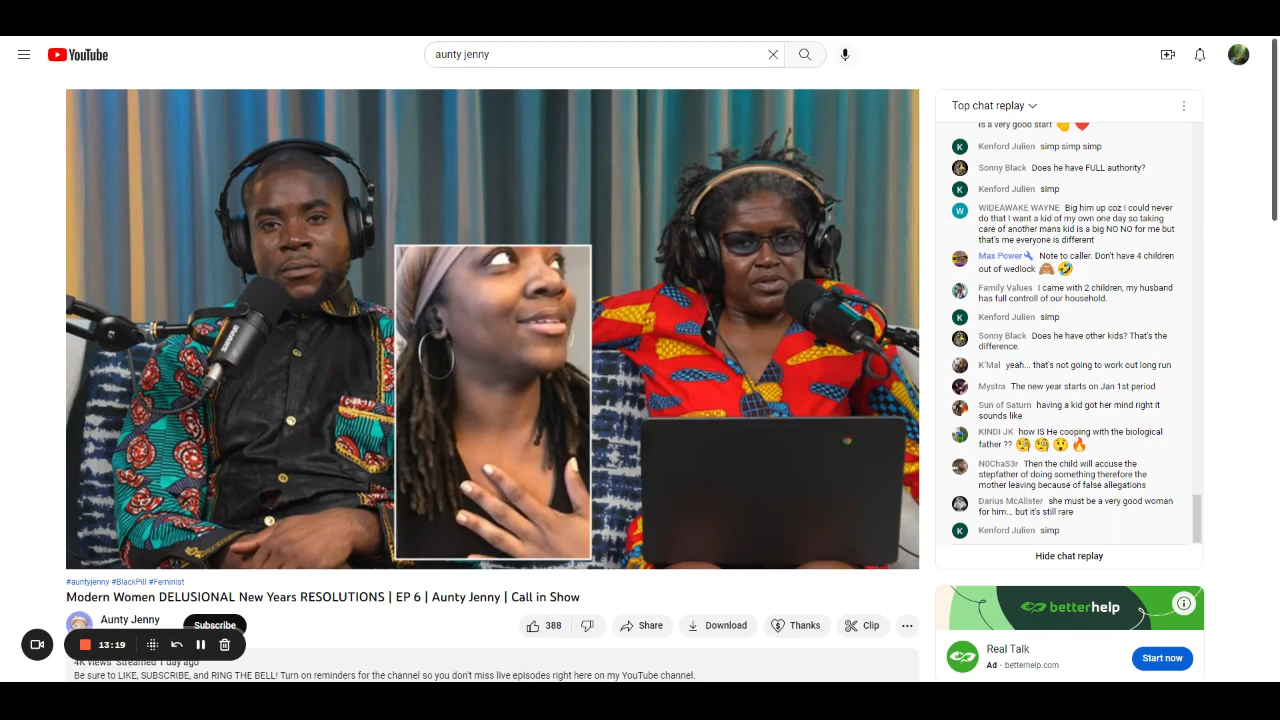 YouTube
aunty jenny
Top chat replay
is a very good start
K
Kenford Julien simp simp simp
Sonny Black Does he have FULL authority?
K
Kenford Julien simp
W
WIDEAWAKE WAYNE Big him up coz I could never
do that I want a kid of my own one day so taking
care of another mans kid is a big NO NO for me but
that's me everyone is different
Max Power Note to caller. Don't have 4 children
out of wedlock
Family Values I came with 2 children, my husband
has full controll of our household.
K
Kenford Julien simp
Sonny Black Does he have other kids? That's the
difference.
K'Mal yeah... that's not going to work out long run
Mystra The new year starts on Jan 1st period
Sun of Saturn having a kid got her mind right it
sounds like
KINDI JK how IS He cooping with the biological
father ??
N0ChaS3r Then the child will accuse the
stepfather of doing something therefore the
mother leaving because of false allegations
Darius McAlister she must be a very good woman
for him... but it's still rare
K
Kenford Julien simp
Hide chat replay
SHURE
#auntyjenny #BlackPill #Feminist
Modern Women DELUSIONAL New Years RESOLUTIONS | EP 6 | Aunty Jenny | Call in Show
Aunty Jenny
Subscribe
388
Share
Download
Thanks
Clip
13:19
4K views Streamed 1 day ago
Be sure to LIKE, SUBSCRIBE, and RING THE BELL! Turn on reminders for the channel so you don't miss live episodes right here on my YouTube channel.
betterhelp
Real Talk
Ad · betterhelp.com
Start now